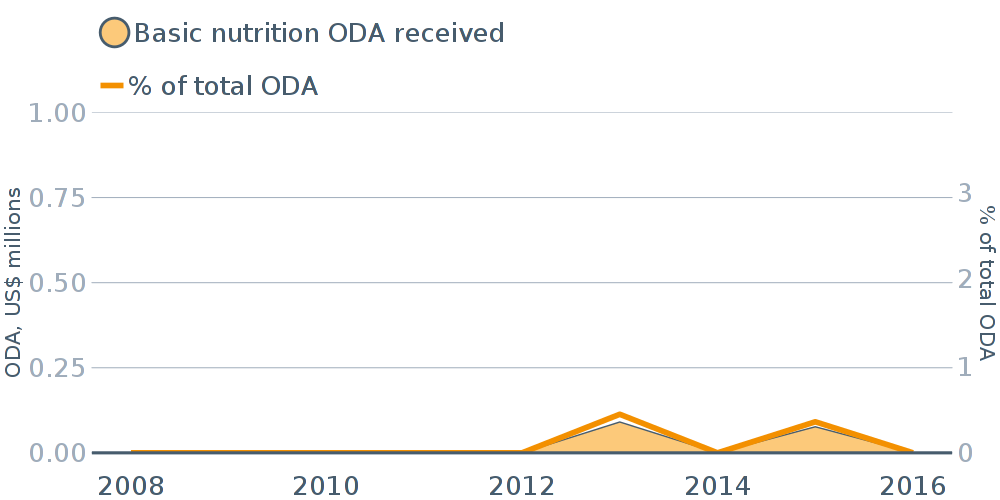 Basic nutrition ODA received
% of total ODA
1.00
0.75
0.50
0.25
0.00
ODA, US$ millions
3
2
1
0
% of total ODA
2008 2010 2012 2014 2016